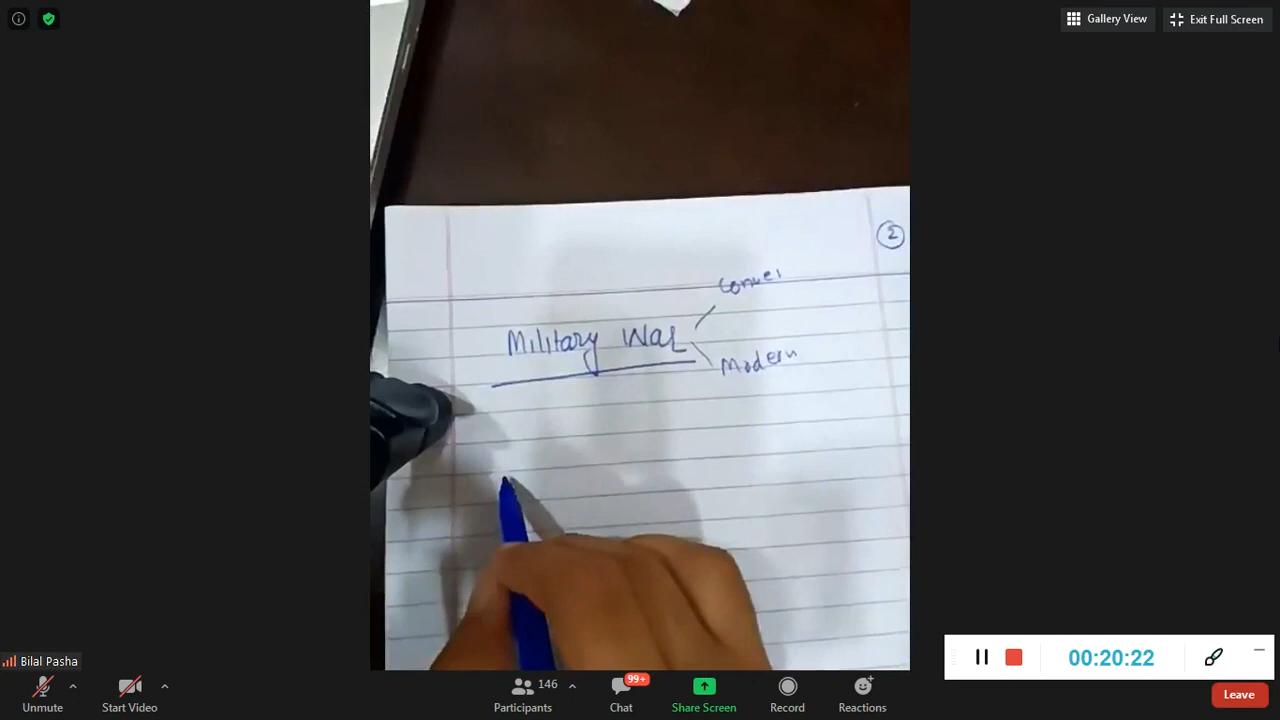 Gallery View
Exit Full Screen
2
Military War
Modern
Bilal Pasha
00:20:22
Unmute
Start Video
146
Participants
99+
Chat
Share Screen
Record
Reactions
Leave